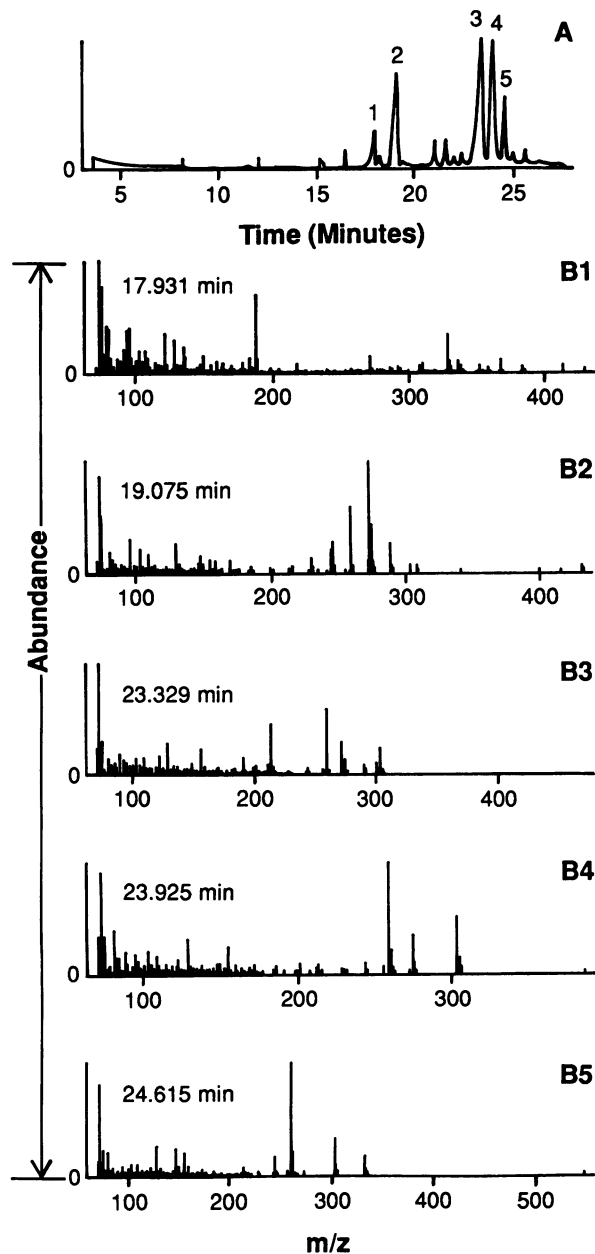 A
3 4
2
5
1
0
5 10 15 20 25
Time (Minutes)
B1
17.931 min
0
100 200 300 400
B2
19.075 min
0
100 200 300 400
Abundance
B3
23.329 min
0
100 200 300 400
B4
23.925 min
0
100 200 300
B5
24.615 min
0
100 200 300 400 500
m/z